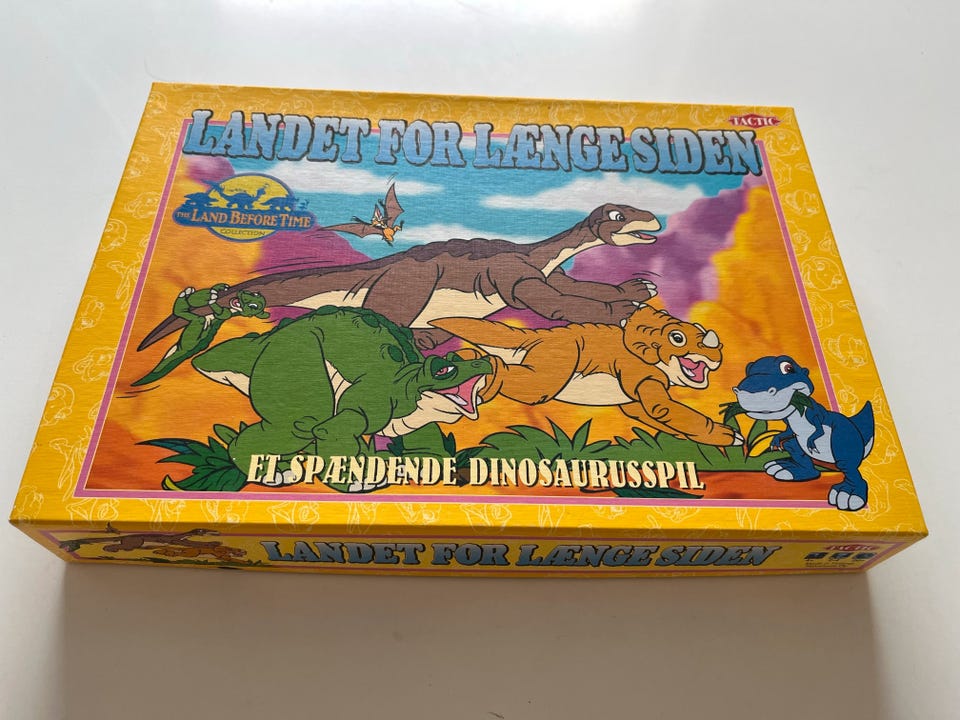 LANDET FOR LÆNGE SIDEN
TACTIC
THE LAND BEFORE TIME
COLLECTION
ET SPÆNDENDE DINOSAURUSSPIL
LANDET FOR LÆNGE SIDEN
TACTIC